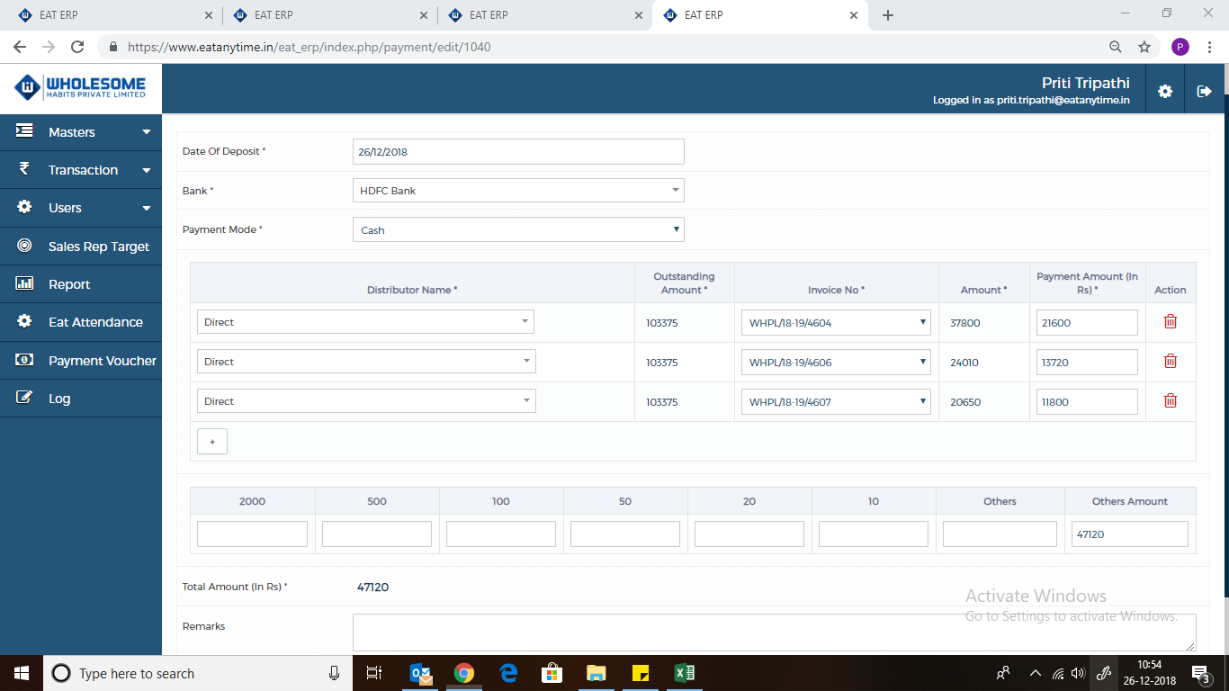 EAT ERP
EAT ERP
EAT ERP
EAT ERP
https://www.eatanytime.in/eat_erp/index.php/payment/edit/1040
P
WHOLESOME
HABITS PRIVATE LIMITED
Priti Tripathi
Logged in as priti.tripathi@eatanytime.in
Masters
Transaction
Users
Sales Rep Target
Report
Eat Attendance
Payment Voucher
Log
Date Of Deposit * 26/12/2018
Bank * HDFC Bank
Payment Mode * Cash
Distributor Name * Outstanding Amount * Invoice No * Amount * Payment Amount (In Rs) * Action
Direct 103375 WHPL/18-19/4604 37800 21600
Direct 103375 WHPL/18-19/4606 24010 13720
Direct 103375 WHPL/18-19/4607 20650 11800
+
2000 500 100 50 20 10 Others Others Amount
47120
Total Amount (In Rs) * 47120
Remarks
Activate Windows
Go to Settings to activate Windows.
Type here to search
10:54
26-12-2018
3